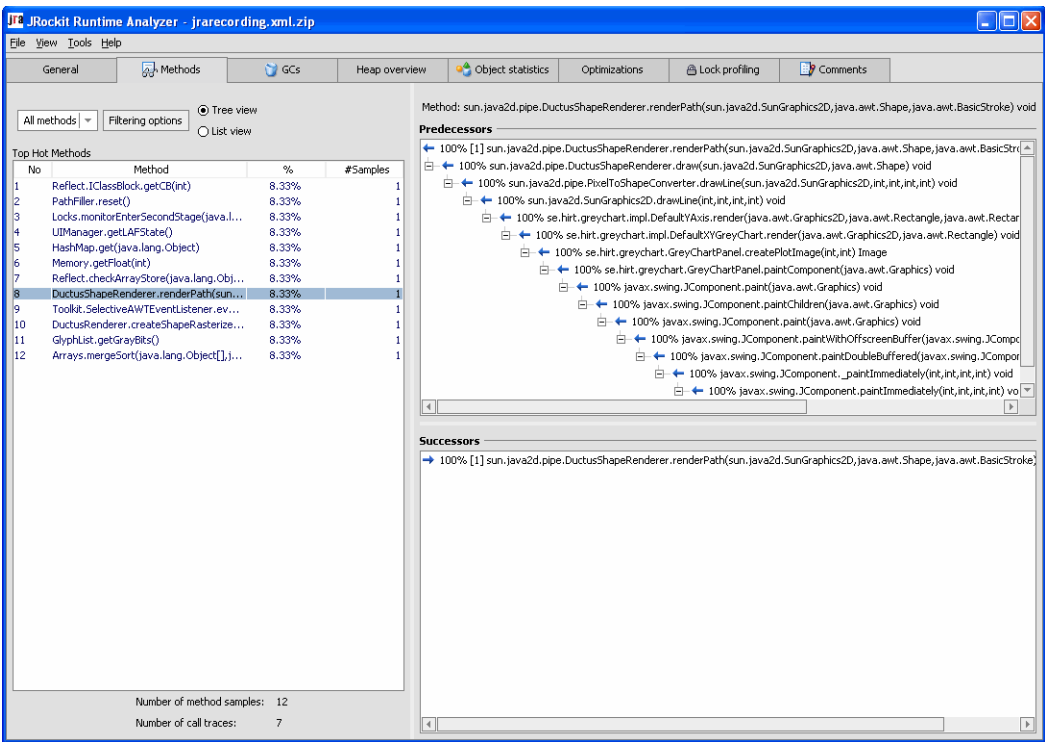 jra JRockit Runtime Analyzer - jrarecording.xml.zip
File View Tools Help
General Methods GCs Heap overview Object statistics Optimizations Lock profiling Comments
All methods Filtering options Tree view
List view
Top Hot Methods
No Method % #Samples
1 Reflect.IClassBlock.getCB(int) 8.33% 1
2 PathFiller.reset() 8.33% 1
3 Locks.monitorEnterSecondStage(java.l... 8.33% 1
4 UIManager.getLAFState() 8.33% 1
5 HashMap.get(java.lang.Object) 8.33% 1
6 Memory.getFloat(int) 8.33% 1
7 Reflect.checkArrayStore(java.lang.Obj... 8.33% 1
8 DuctusShapeRenderer.renderPath(sun... 8.33% 1
9 Toolkit.SelectiveAWTEventListener.ev... 8.33% 1
10 DuctusRenderer.createShapeRasterize... 8.33% 1
11 GlyphList.getGrayBits() 8.33% 1
12 Arrays.mergeSort(java.lang.Object[],j... 8.33% 1
Number of method samples: 12
Number of call traces: 7
Method: sun.java2d.pipe.DuctusShapeRenderer.renderPath(sun.java2d.SunGraphics2D,java.awt.Shape,java.awt.BasicStroke) void
Predecessors
100% [1] sun.java2d.pipe.DuctusShapeRenderer.renderPath(sun.java2d.SunGraphics2D,java.awt.Shape,java.awt.BasicStro
100% sun.java2d.pipe.DuctusShapeRenderer.draw(sun.java2d.SunGraphics2D,java.awt.Shape) void
100% sun.java2d.pipe.PixelToShapeConverter.drawLine(sun.java2d.SunGraphics2D,int,int,int,int) void
100% sun.java2d.SunGraphics2D.drawLine(int,int,int,int) void
100% se.hirt.greychart.impl.DefaultYAxis.render(java.awt.Graphics2D,java.awt.Rectangle,java.awt.Rectar
100% se.hirt.greychart.impl.DefaultXYGreyChart.render(java.awt.Graphics2D,java.awt.Rectangle) void
100% se.hirt.greychart.GreyChartPanel.createPlotImage(int,int) Image
100% se.hirt.greychart.GreyChartPanel.paintComponent(java.awt.Graphics) void
100% javax.swing.JComponent.paint(java.awt.Graphics) void
100% javax.swing.JComponent.paintChildren(java.awt.Graphics) void
100% javax.swing.JComponent.paint(java.awt.Graphics) void
100% javax.swing.JComponent.paintWithOffscreenBuffer(javax.swing.JCompo
100% javax.swing.JComponent.paintDoubleBuffered(javax.swing.JCompor
100% javax.swing.JComponent._paintImmediately(int,int,int,int) void
100% javax.swing.JComponent.paintImmediately(int,int,int,int) vo
Successors
100% [1] sun.java2d.pipe.DuctusShapeRenderer.renderPath(sun.java2d.SunGraphics2D,java.awt.Shape,java.awt.BasicStroke)